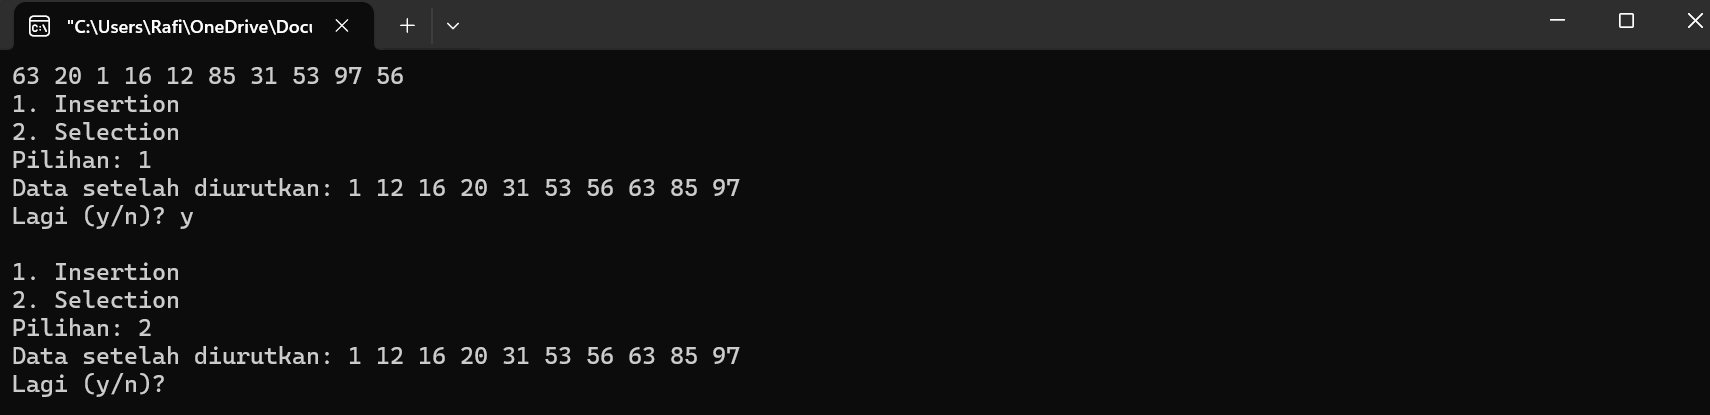 "C:\Users\Rafi\OneDrive\Docu
63 20 1 16 12 85 31 53 97 56
1. Insertion
2. Selection
Pilihan: 1
Data setelah diurutkan: 1 12 16 20 31 53 56 63 85 97
Lagi (y/n)? y
1. Insertion
2. Selection
Pilihan: 2
Data setelah diurutkan: 1 12 16 20 31 53 56 63 85 97
Lagi (y/n)?